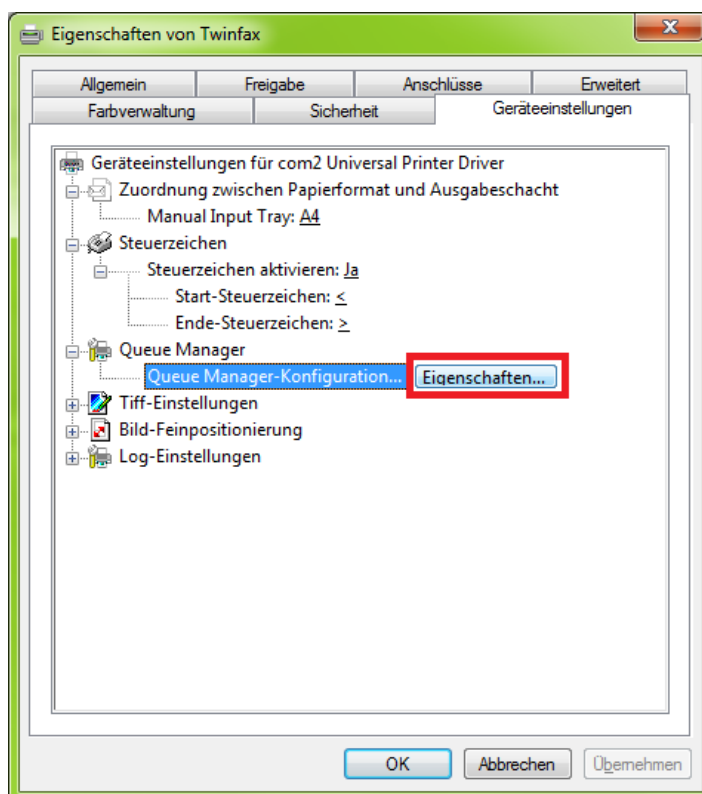 Eigenschaften von Twinfax
Allgemein Freigabe Anschlüsse Erweitert
Farbverwaltung Sicherheit Geräteeinstellungen
Geräteeinstellungen für com2 Universal Printer Driver
Zuordnung zwischen Papierformat und Ausgabeschacht
Manual Input Tray: A4
Steuerzeichen
Steuerzeichen aktivieren: Ja
Start-Steuerzeichen: <
Ende-Steuerzeichen: >
Queue Manager
Queue Manager-Konfiguration... Eigenschaften...
Tiff-Einstellungen
Bild-Feinpositionierung
Log-Einstellungen
OK Abbrechen Übernehmen